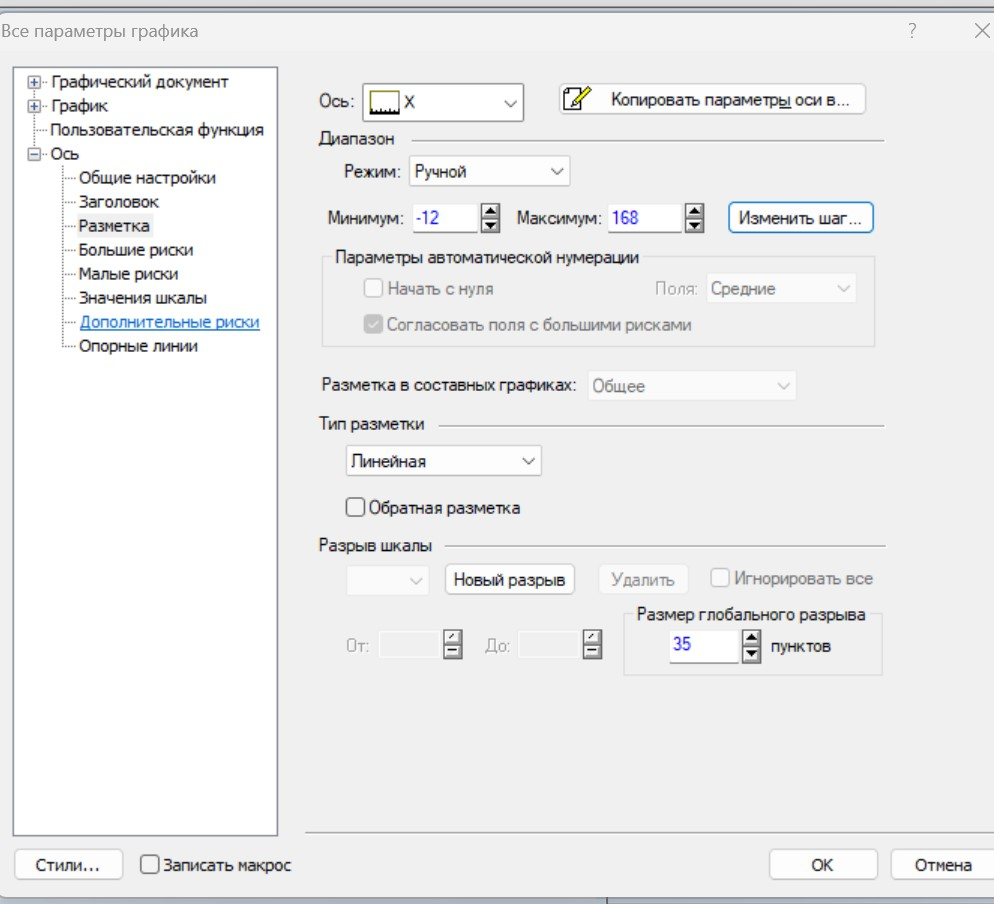 Все параметры графика
?
Графический документ
График
Пользовательская функция
Ось
Общие настройки
Заголовок
Разметка
Большие риски
Малые риски
Значения шкалы
Дополнительные риски
Опорные линии
Ось: X Копировать параметры оси в...
Диапазон
Режим: Ручной
Минимум: -12 Максимум: 168 Изменить шаг...
Параметры автоматической нумерации
Начать с нуля Поля: Средние
Согласовать поля с большими рисками
Разметка в составных графиках: Общее
Тип разметки
Линейная
Обратная разметка
Разрыв шкалы
Новый разрыв Удалить Игнорировать все
Размер глобального разрыва
От: До: 35 пунктов
Стили... Записать макрос OK Отмена